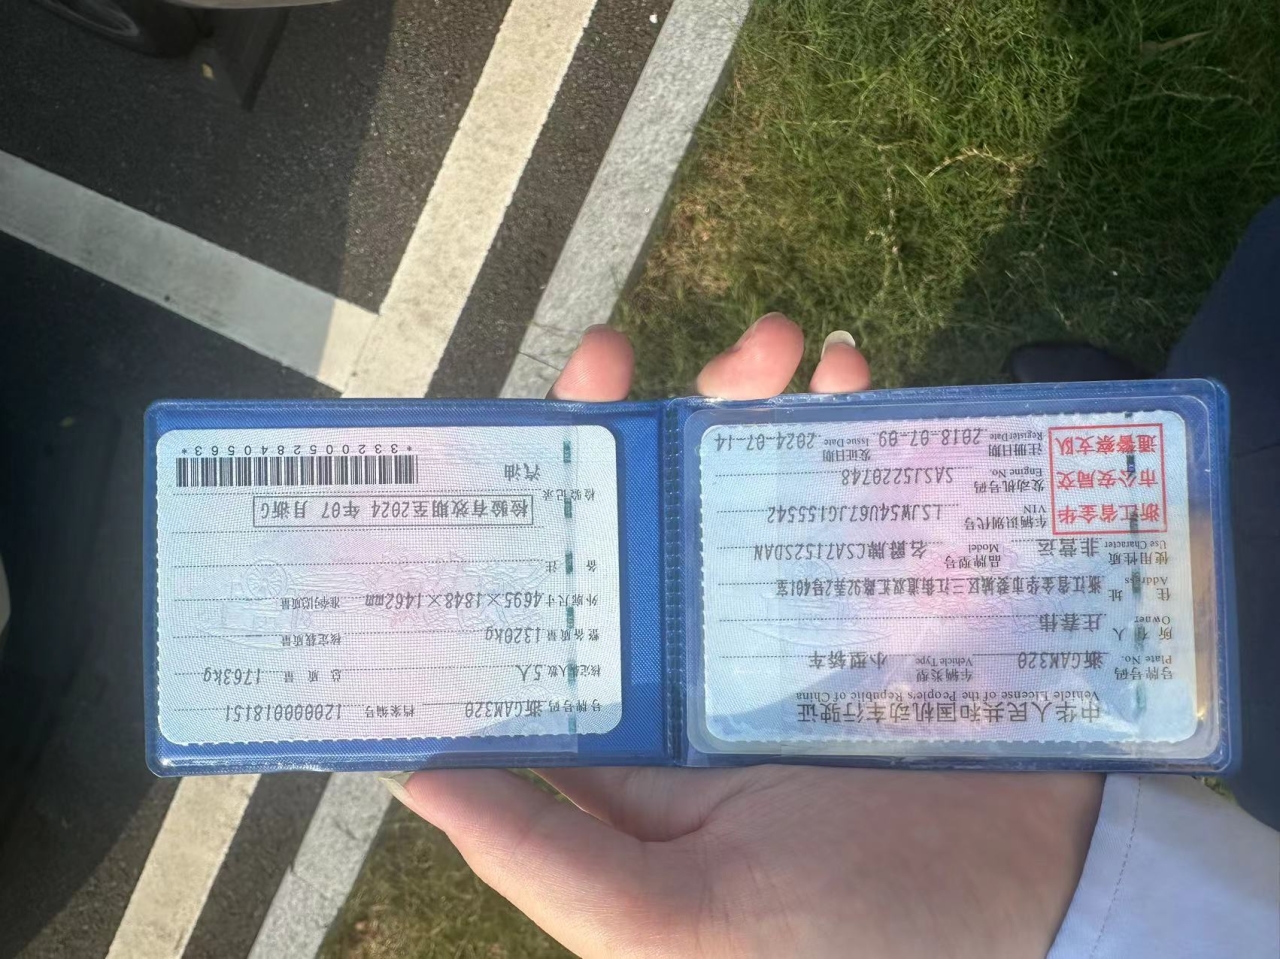 中华人民共和国机动车行驶证
Vehicle License of the People's Republic of China
号牌号码 浙GAM320 车辆类型 小型轿车
Plate No. Vehicle Type
所有人 庄春伟
Owner
住址 浙江省金华市婺城区三江街道双汇路92弄2号401室
Address
使用性质 非营运 品牌型号 名爵牌CSA7152SDAN
Use Character Model
浙江省金华
市公安局交
通警察支队
车辆识别代号 LSJW54U67JG155542
VIN
发动机号码 SASJ5220748
Engine No.
注册日期 2018-07-09 发证日期 2024-07-14
Register Date Issue Date
号牌号码 浙GAM320 档案编号 120000018151
核定载人数 5人 总质量 1763kg
整备质量 1320kg 核定载质量
外廓尺寸 4695×1848×1462mm 准牵引总质量
备注
检验有效期至2024年07月浙G
检验记录
汽油
*3320052840563*